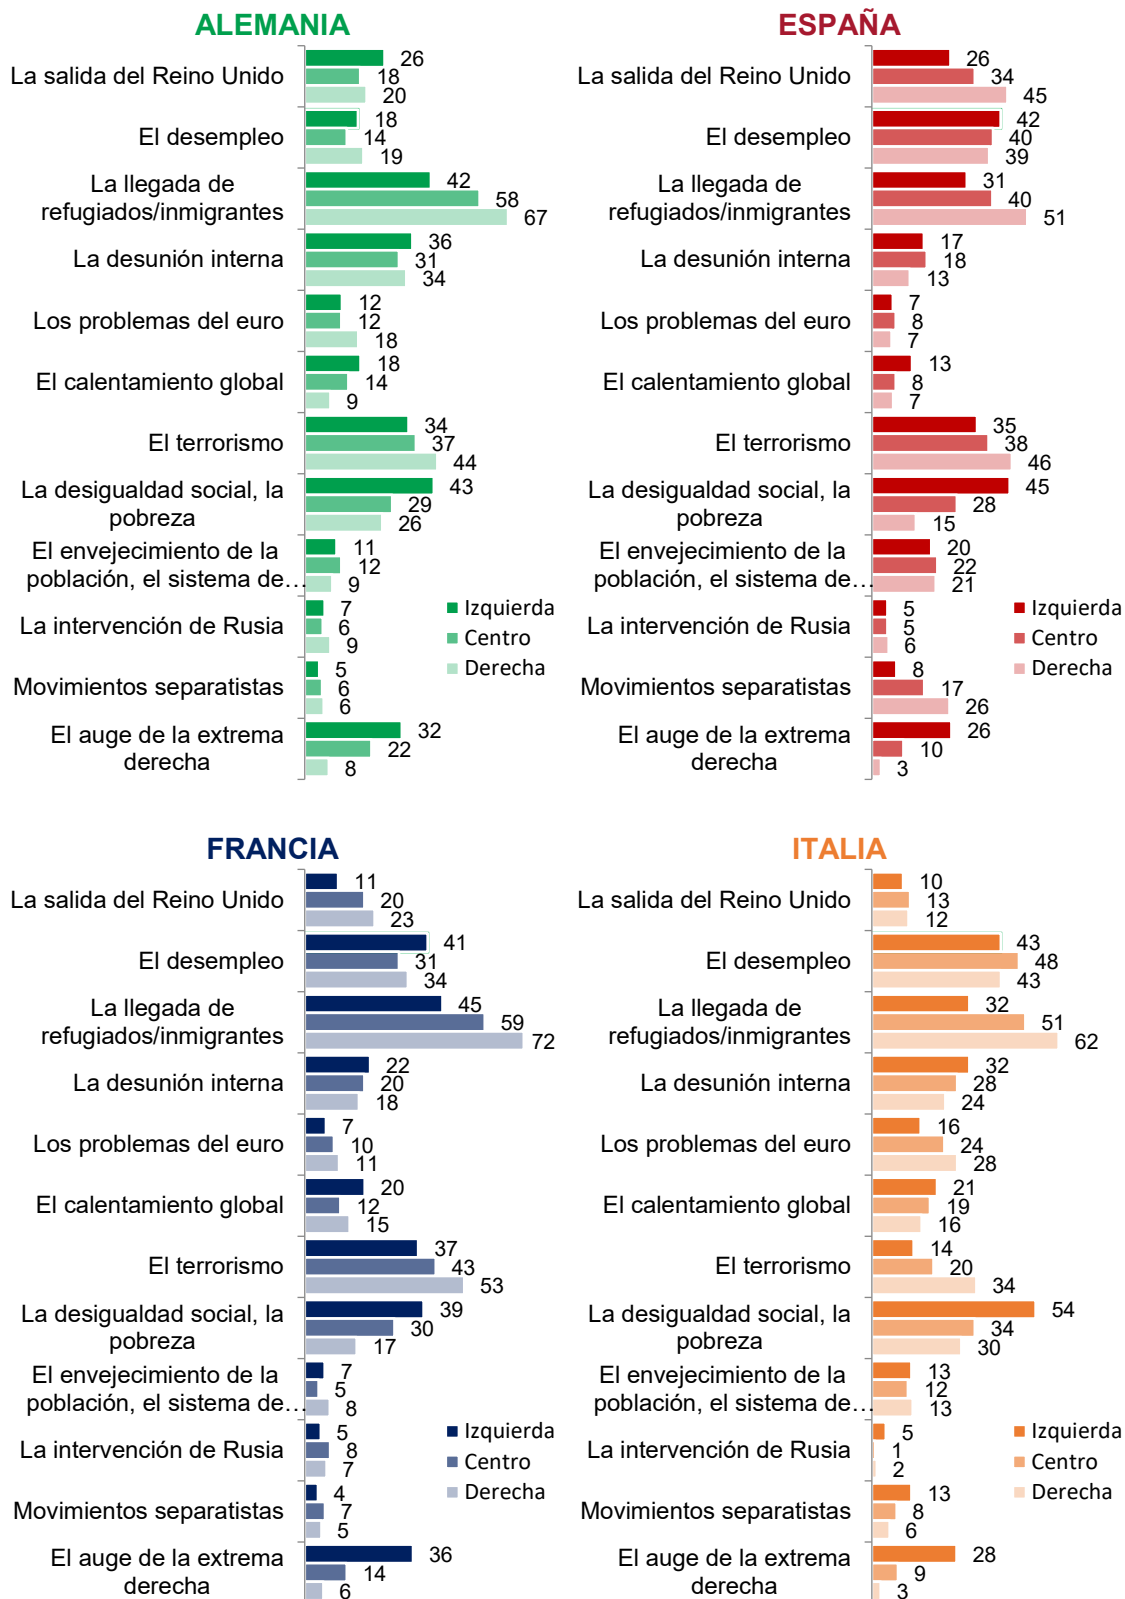 ALEMANIA
La salida del Reino Unido
26
18
20
El desempleo
18
14
19
La llegada de
refugiados/inmigrantes
42
58
67
La desunión interna
36
31
34
Los problemas del euro
12
12
18
El calentamiento global
18
14
9
El terrorismo
34
37
44
La desigualdad social, la
pobreza
43
29
26
El envejecimiento de la
población, el sistema de…
11
12
9
La intervención de Rusia
7
6
9
Movimientos separatistas
5
6
6
El auge de la extrema
derecha
32
22
8
Izquierda
Centro
Derecha
ESPAÑA
La salida del Reino Unido
26
34
45
El desempleo
42
40
39
La llegada de
refugiados/inmigrantes
31
40
51
La desunión interna
17
18
13
Los problemas del euro
7
8
7
El calentamiento global
13
8
7
El terrorismo
35
38
46
La desigualdad social, la
pobreza
45
28
15
El envejecimiento de la
población, el sistema de…
20
22
21
La intervención de Rusia
5
5
6
Movimientos separatistas
8
17
26
El auge de la extrema
derecha
26
10
3
Izquierda
Centro
Derecha
FRANCIA
La salida del Reino Unido
11
20
23
El desempleo
41
31
34
La llegada de
refugiados/inmigrantes
45
59
72
La desunión interna
22
20
18
Los problemas del euro
7
10
11
El calentamiento global
20
12
15
El terrorismo
37
43
53
La desigualdad social, la
pobreza
39
30
17
El envejecimiento de la
población, el sistema de…
7
5
8
La intervención de Rusia
5
8
7
Movimientos separatistas
4
7
5
El auge de la extrema
derecha
36
14
6
Izquierda
Centro
Derecha
ITALIA
La salida del Reino Unido
10
13
12
El desempleo
43
48
43
La llegada de
refugiados/inmigrantes
32
51
62
La desunión interna
32
28
24
Los problemas del euro
16
24
28
El calentamiento global
21
19
16
El terrorismo
14
20
34
La desigualdad social, la
pobreza
54
34
30
El envejecimiento de la
población, el sistema de…
13
12
13
La intervención de Rusia
5
1
2
Movimientos separatistas
13
8
6
El auge de la extrema
derecha
28
9
3
Izquierda
Centro
Derecha